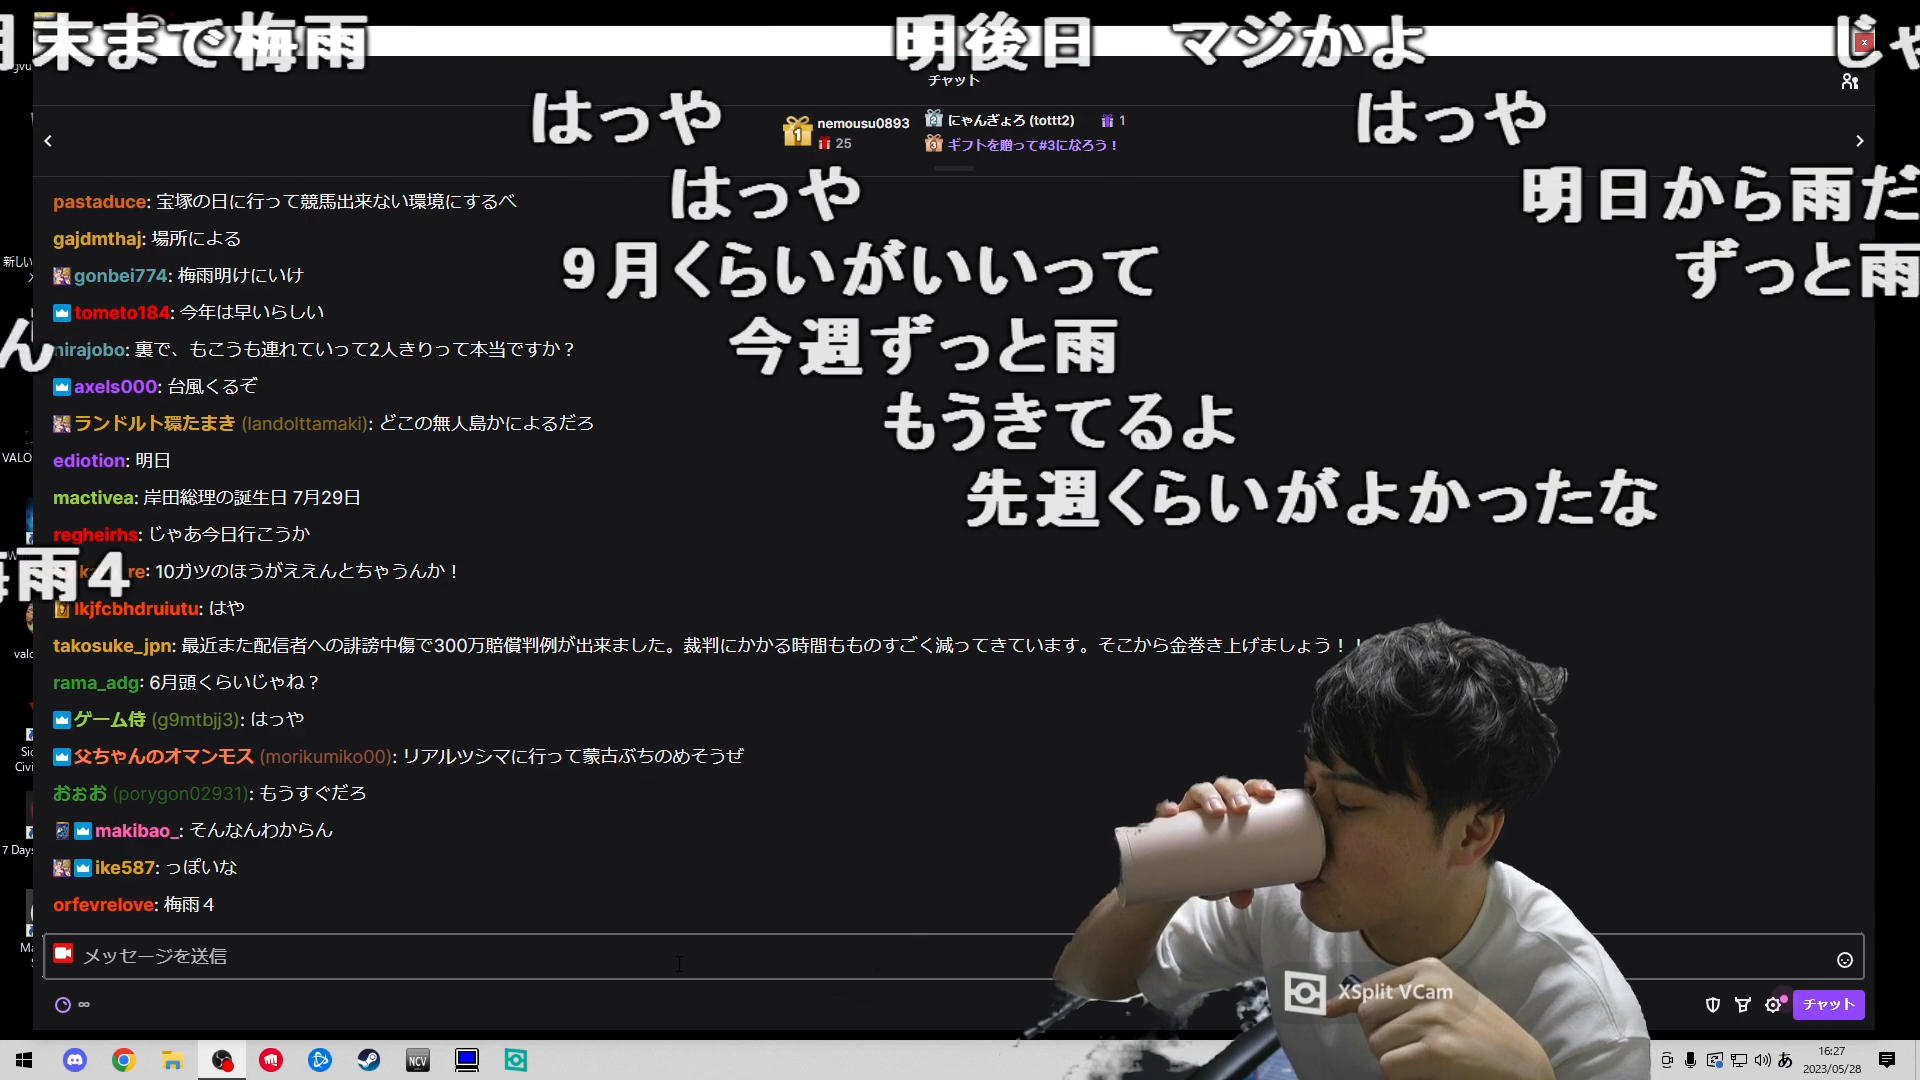 月末まで梅雨
明後日　マジかよ
じゃ
チャット
はっや
はっや
nemousu0893
25
にゃんぎょろ (tottt2) 1
ギフトを贈って#3になろう！
はっや
明日から雨だ
pastaduce: 宝塚の日に行って競馬出来ない環境にするべ
gajdmthaj: 場所による
９月くらいがいいって
ずっと雨
gonbei774: 梅雨明けにいけ
tometo184: 今年は早いらしい
ん
今週ずっと雨
nirajobo: 裏で、もこうも連れていって2人きりって本当ですか？
axels000: 台風くるぞ
もうきてるよ
ランドルト環たまき (landolttamaki): どこの無人島かによるだろ
ediotion: 明日
先週くらいがよかったな
mactivea: 岸田総理の誕生日 7月29日
regheirhs: じゃあ今日行こうか
梅雨４
re: 10ガツのほうがええんとちゃうんか！
lkjfcbhdruiutu: はや
takosuke_jpn: 最近また配信者への誹謗中傷で300万賠償判例が出来ました。裁判にかかる時間もものすごく減ってきています。そこから金巻き上げましょう！！
rama_adg: 6月頭くらいじゃね？
ゲーム侍 (g9mtbjj3): はっや
父ちゃんのオマンモス (morikumiko00): リアルツシマに行って蒙古ぶちのめそうぜ
おぉお (porygon02931): もうすぐだろ
makibao_: そんなんわからん
ike587: っぽいな
orfevrelove: 梅雨４
メッセージを送信
∞
XSplit VCam
チャット
新しい
VALO
valo
Sid
Civi
7 Days
NCV
あ
16:27
2023/05/28